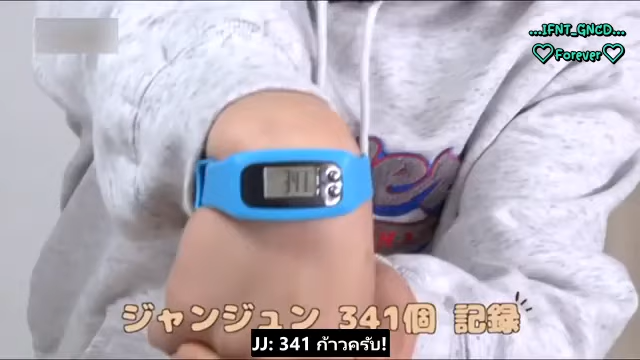 ...IFNT_GNCD...
♡Forever♡
341
ジャンジュン 341個 記録
JJ: 341 ก้าวครับ!